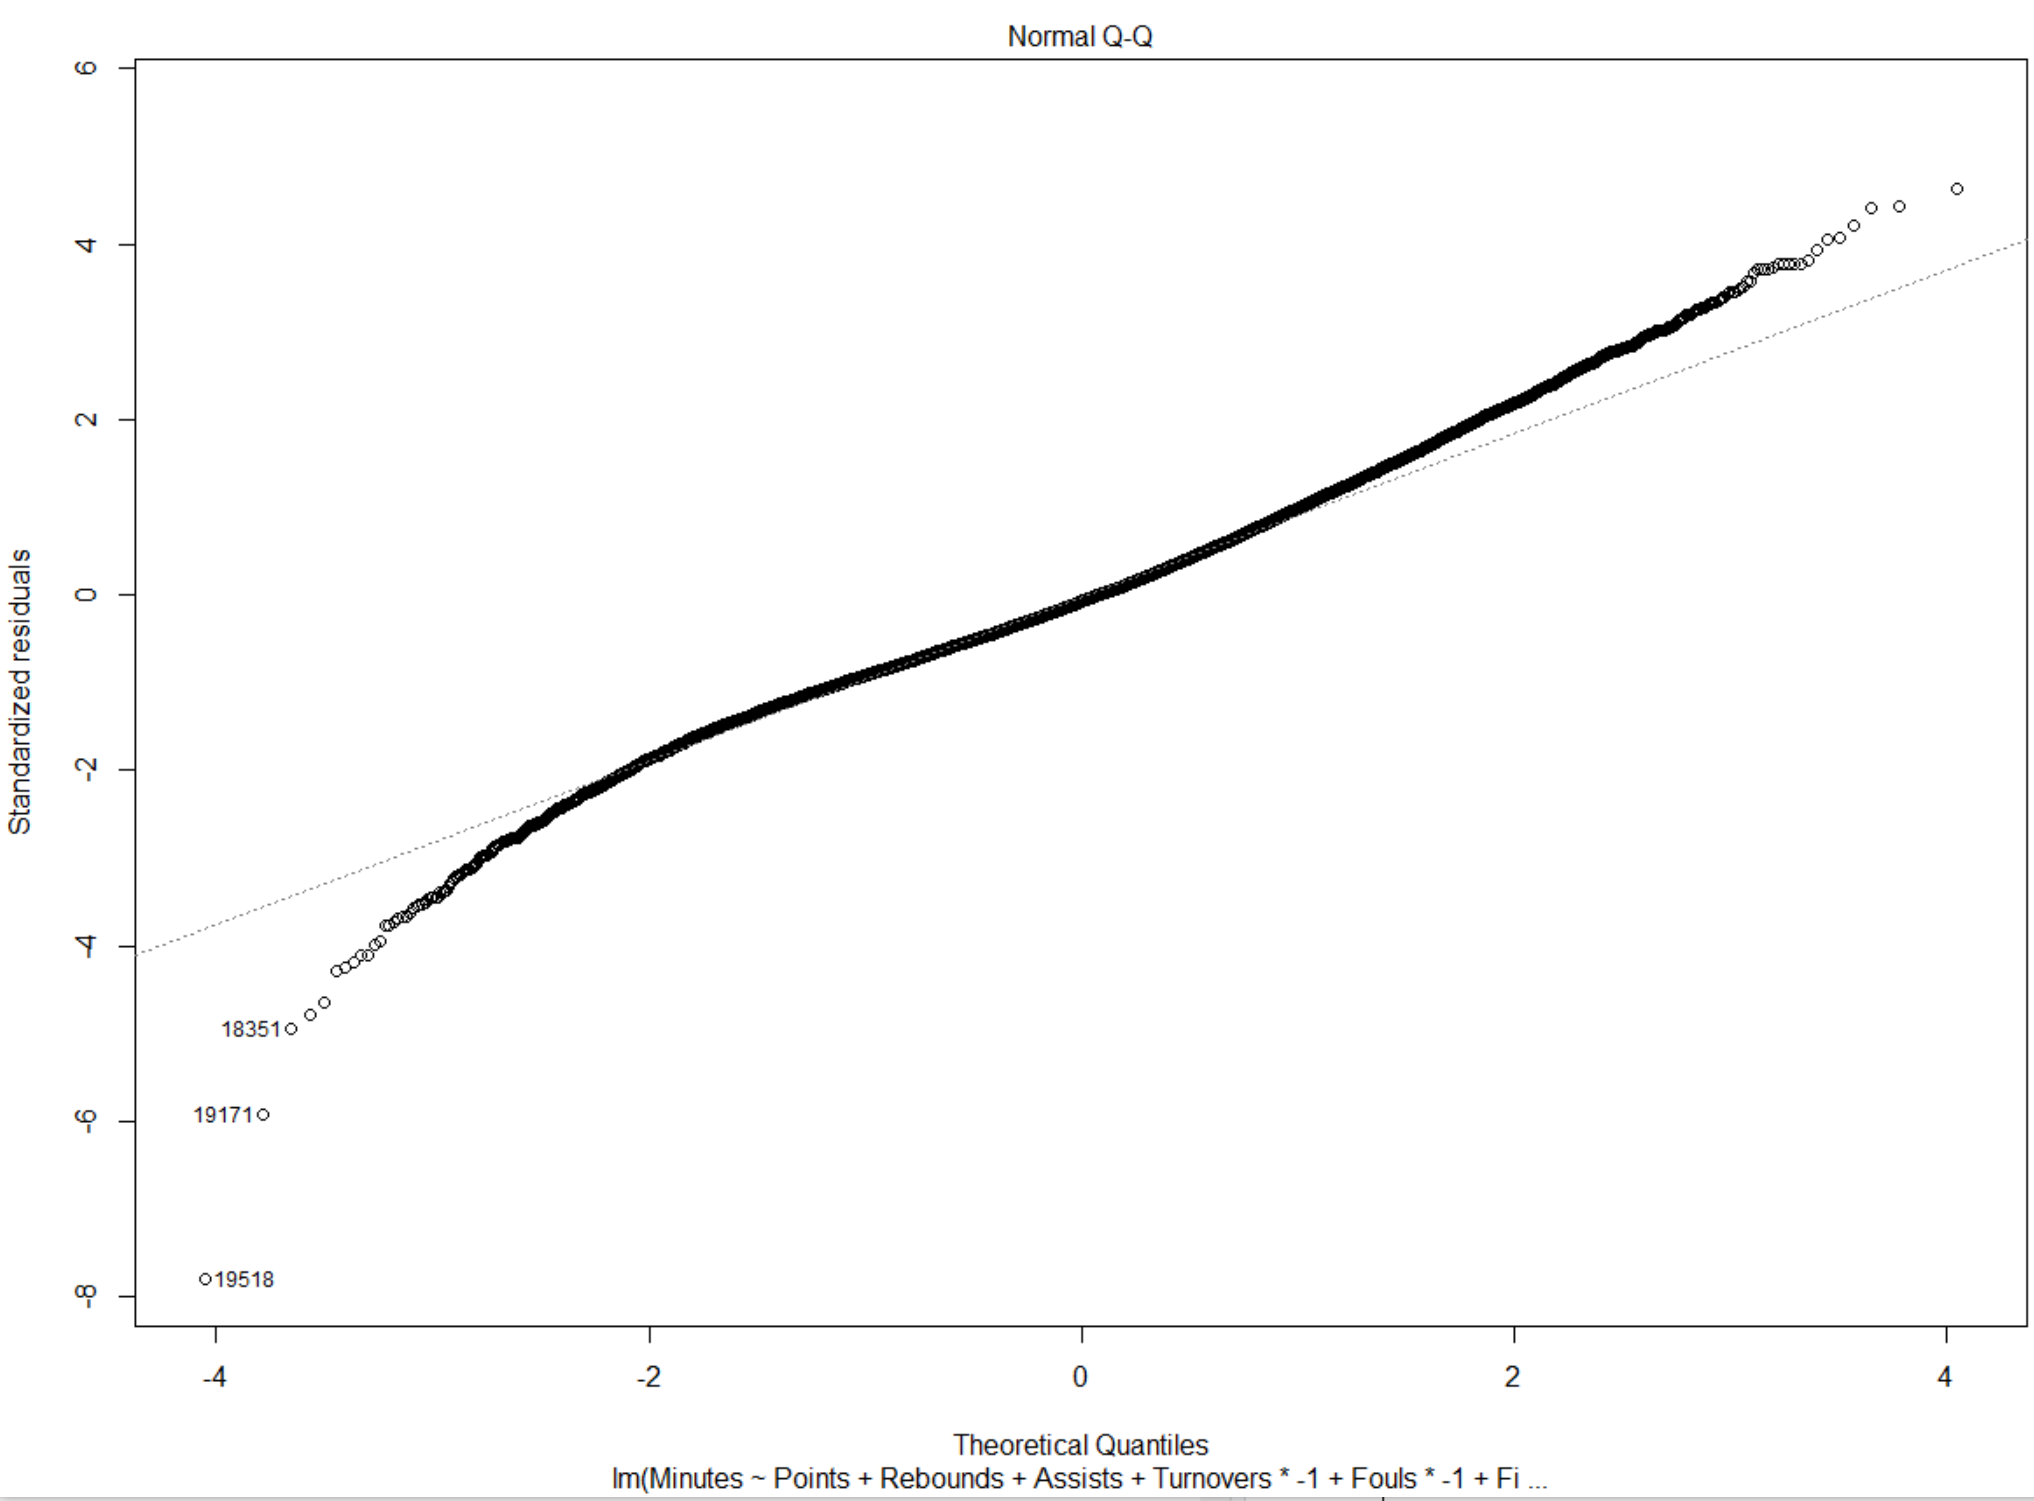 Normal Q-Q
6
4
2
0
-2
-4
-6
-8
Standardized residuals
18351
19171
19518
-4 -2 0 2 4
Theoretical Quantiles
lm(Minutes ~ Points + Rebounds + Assists + Turnovers * -1 + Fouls * -1 + Fi ...